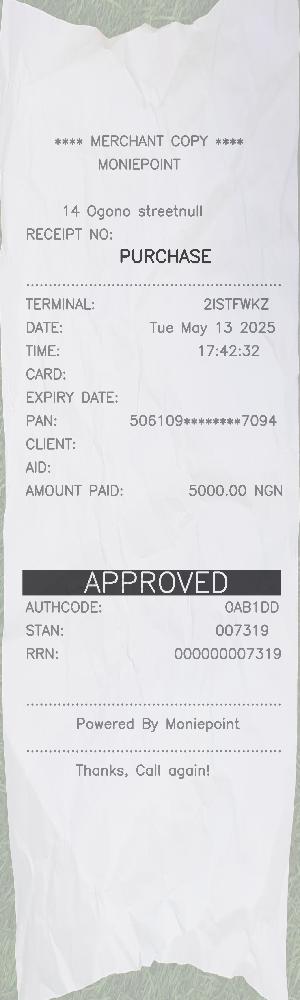 **** MERCHANT COPY ****
MONIEPOINT
14 Ogono streetnull
RECEIPT NO:
PURCHASE
TERMINAL: 2ISTFWKZ
DATE: Tue May 13 2025
TIME: 17:42:32
CARD:
EXPIRY DATE:
PAN: 506109********7094
CLIENT:
AID:
AMOUNT PAID: 5000.00 NGN
APPROVED
AUTHCODE: 0AB1DD
STAN: 007319
RRN: 000000007319
Powered By Moniepoint
Thanks, Call again!